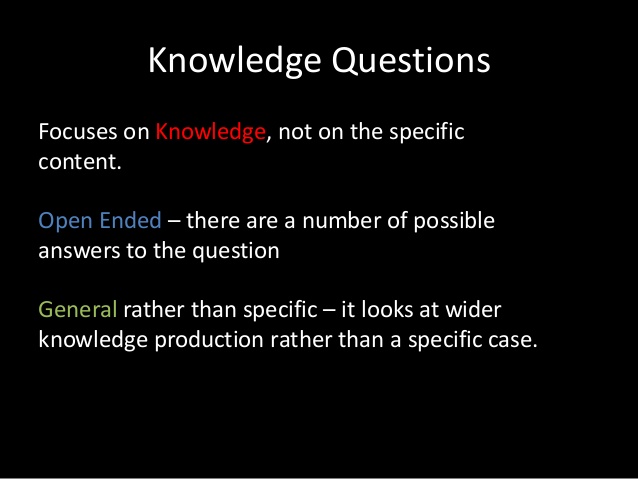 Knowledge Questions
Focuses on Knowledge, not on the specific
content.
Open Ended – there are a number of possible
answers to the question
General rather than specific – it looks at wider
knowledge production rather than a specific case.